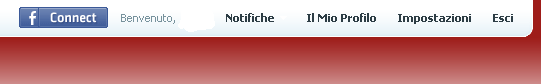 f Connect Benvenuto, Notifiche Il Mio Profilo Impostazioni Esci